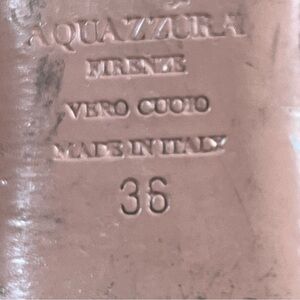 AQUAZZURA
FIRENZE
VERO CUOIO
MADE IN ITALY
36